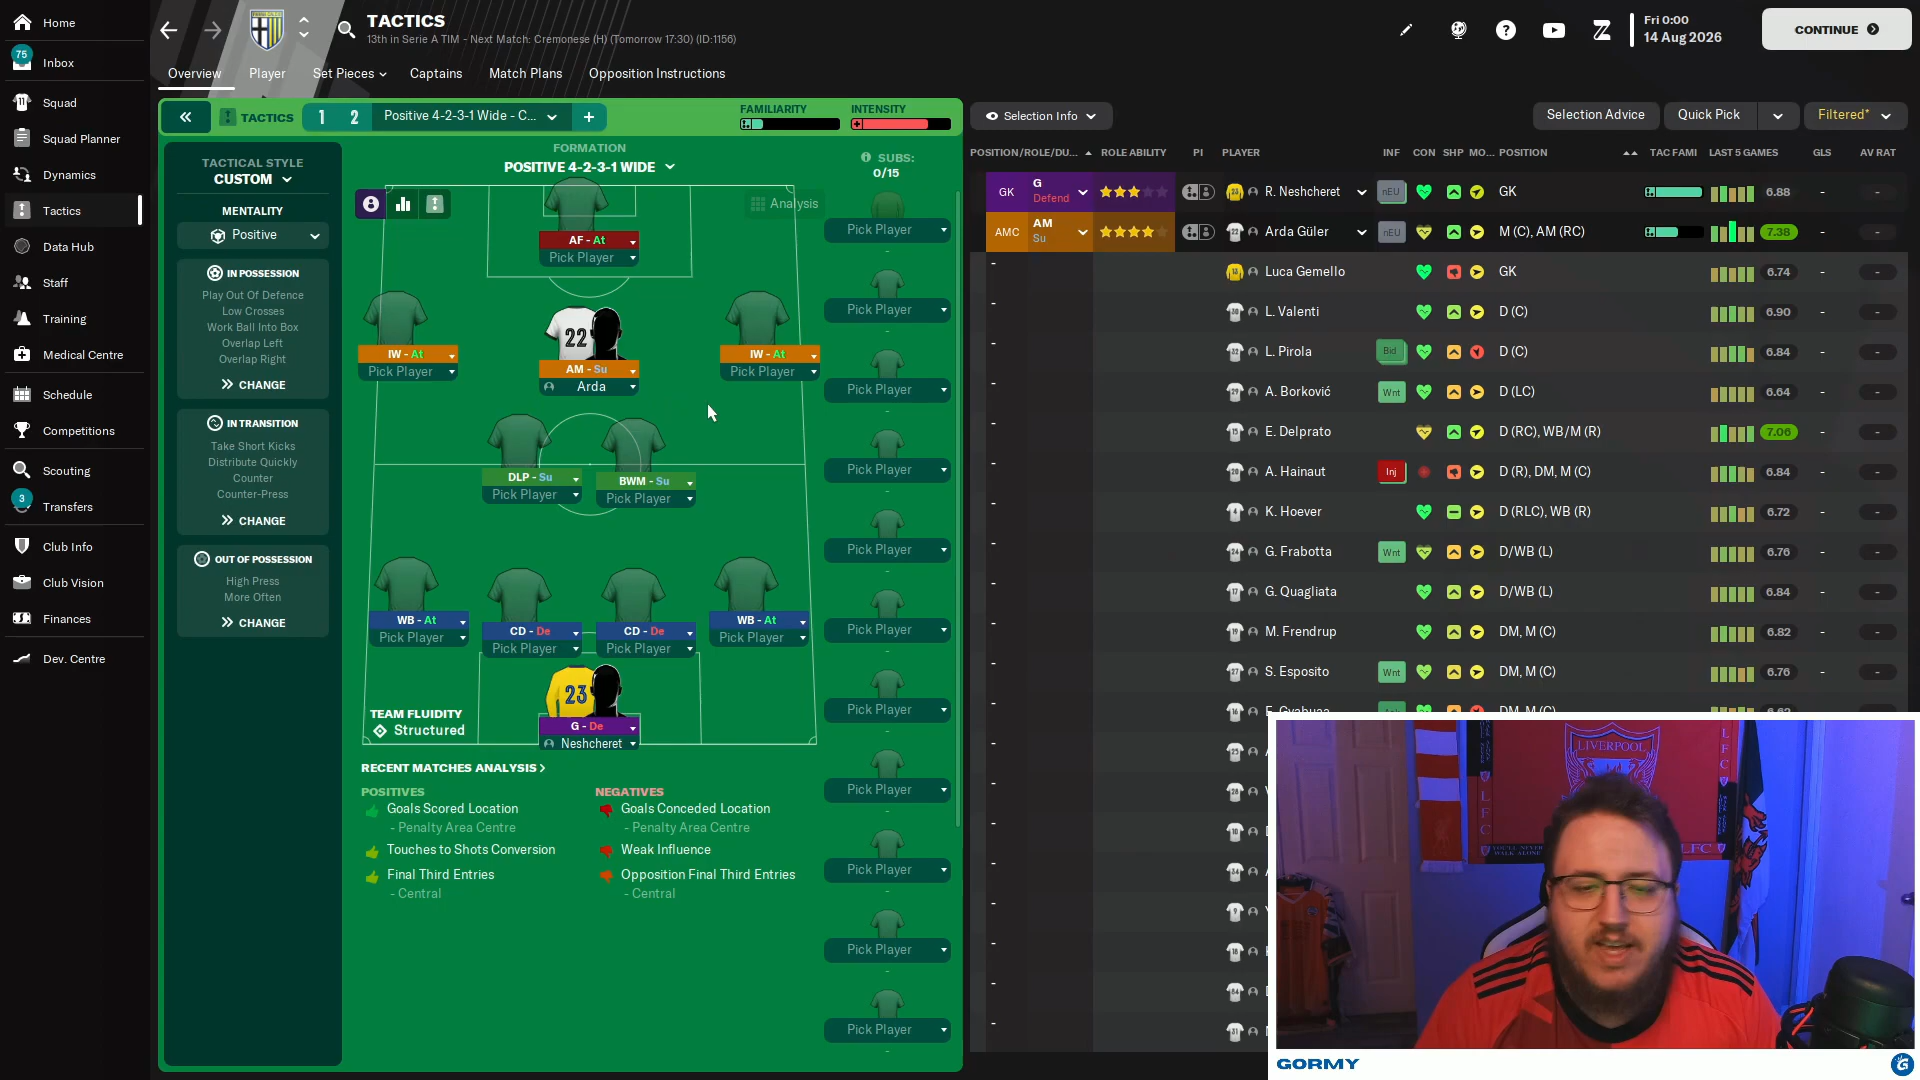 Home
75
Inbox
Squad
Squad Planner
Dynamics
Tactics
Data Hub
Staff
Training
Medical Centre
Schedule
Competitions
Scouting
3
Transfers
Club Info
Club Vision
Finances
Dev. Centre
TACTICS
13th in Serie A TIM - Next Match: Cremonese (H) (Tomorrow 17:30) (ID:1156)
Fri 0:00
14 Aug 2026
CONTINUE
Overview
Player
Set Pieces
Captains
Match Plans
Opposition Instructions
TACTICS
1
2
Positive 4-2-3-1 Wide - C...
FAMILIARITY
INTENSITY
TACTICAL STYLE
CUSTOM
MENTALITY
Positive
IN POSSESSION
Play Out Of Defence
Low Crosses
Work Ball Into Box
Overlap Left
Overlap Right
CHANGE
IN TRANSITION
Take Short Kicks
Distribute Quickly
Counter
Counter-Press
CHANGE
OUT OF POSSESSION
High Press
More Often
CHANGE
FORMATION
POSITIVE 4-2-3-1 WIDE
SUBS:
0/15
Analysis
AF - At
Pick Player
IW - At
Pick Player
22
AM - Su
Arda
IW - At
Pick Player
DLP - Su
Pick Player
BWM - Su
Pick Player
WB - At
Pick Player
CD - De
Pick Player
CD - De
Pick Player
WB - At
Pick Player
23
G - De
Neshcheret
TEAM FLUIDITY
Structured
Pick Player
Pick Player
Pick Player
Pick Player
Pick Player
Pick Player
Pick Player
Pick Player
Pick Player
Pick Player
Pick Player
RECENT MATCHES ANALYSIS >
POSITIVES
Goals Scored Location
- Penalty Area Centre
Touches to Shots Conversion
Final Third Entries
- Central
NEGATIVES
Goals Conceded Location
- Penalty Area Centre
Weak Influence
Opposition Final Third Entries
- Central
Selection Info
Selection Advice
Quick Pick
Filtered*
POSITION/ROLE/DU... ROLE ABILITY PI PLAYER INF CON SHP MO... POSITION TAC FAMI LAST 5 GAMES GLS AV RAT
GK G Defend R. Neshcheret nEU GK 6.88 - -
AMC AM Su Arda Güler nEU M (C), AM (RC) 7.38 - -
- Luca Gemello GK 6.74 - -
- L. Valenti D (C) 6.90 - -
- L. Pirola Bid D (C) 6.84 - -
- A. Borković Wnt D (LC) 6.64 - -
- E. Delprato D (RC), WB/M (R) 7.06 - -
- A. Hainaut Inj D (R), DM, M (C) 6.84 - -
- K. Hoever D (RLC), WB (R) 6.72 - -
- G. Frabotta Wnt D/WB (L) 6.76 - -
- G. Quagliata D/WB (L) 6.84 - -
- M. Frendrup DM, M (C) 6.82 - -
- S. Esposito Wnt DM, M (C) 6.76 - -
LIVERPOOL
LFC
GORMY